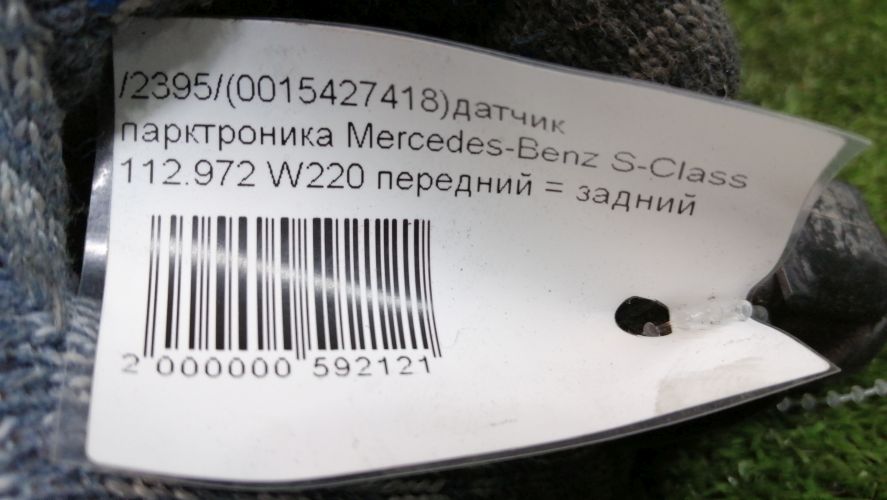 /2395/(0015427418)датчик
парктроника Mercedes-Benz S-Class
112.972 W220 передний = задний
2 000000 592121